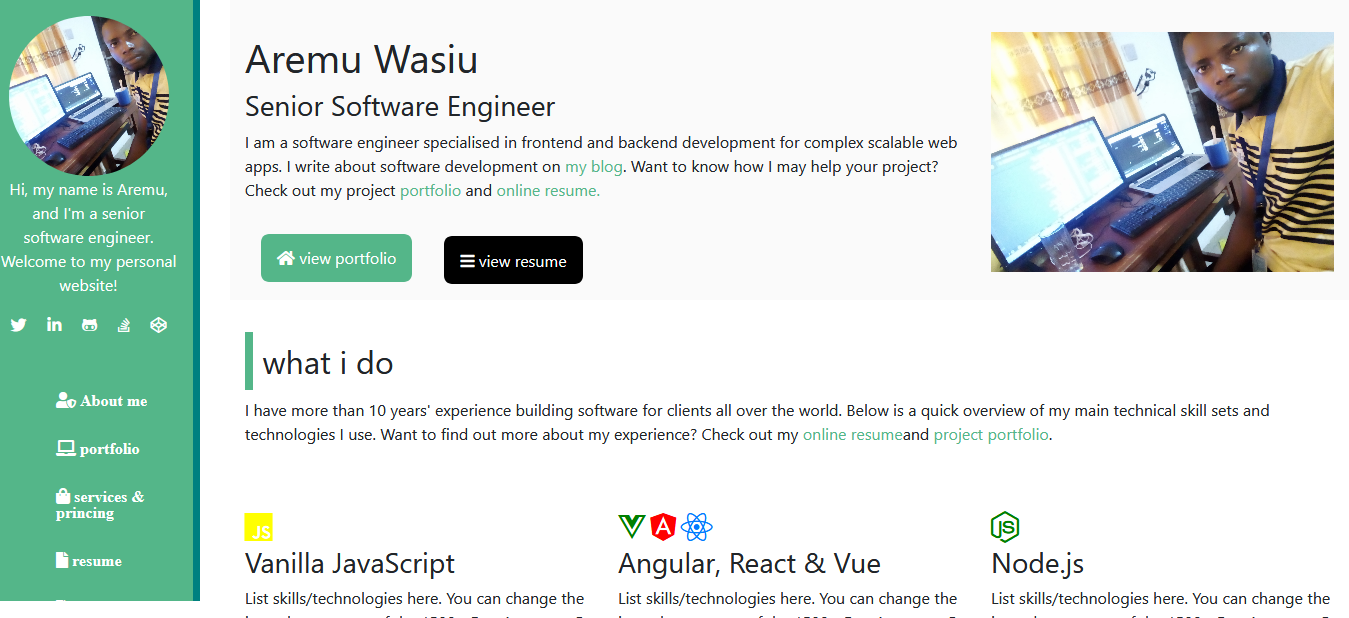 Hi, my name is Aremu,
and I'm a senior
software engineer.
Welcome to my personal
website!
About me
portfolio
services &
princing
resume
Aremu Wasiu
Senior Software Engineer
I am a software engineer specialised in frontend and backend development for complex scalable web
apps. I write about software development on my blog. Want to know how I may help your project?
Check out my project portfolio and online resume.
view portfolio
view resume
what i do
I have more than 10 years' experience building software for clients all over the world. Below is a quick overview of my main technical skill sets and
technologies I use. Want to find out more about my experience? Check out my online resumeand project portfolio.
JS
Vanilla JavaScript
List skills/technologies here. You can change the
Angular, React & Vue
List skills/technologies here. You can change the
Node.js
List skills/technologies here. You can change the